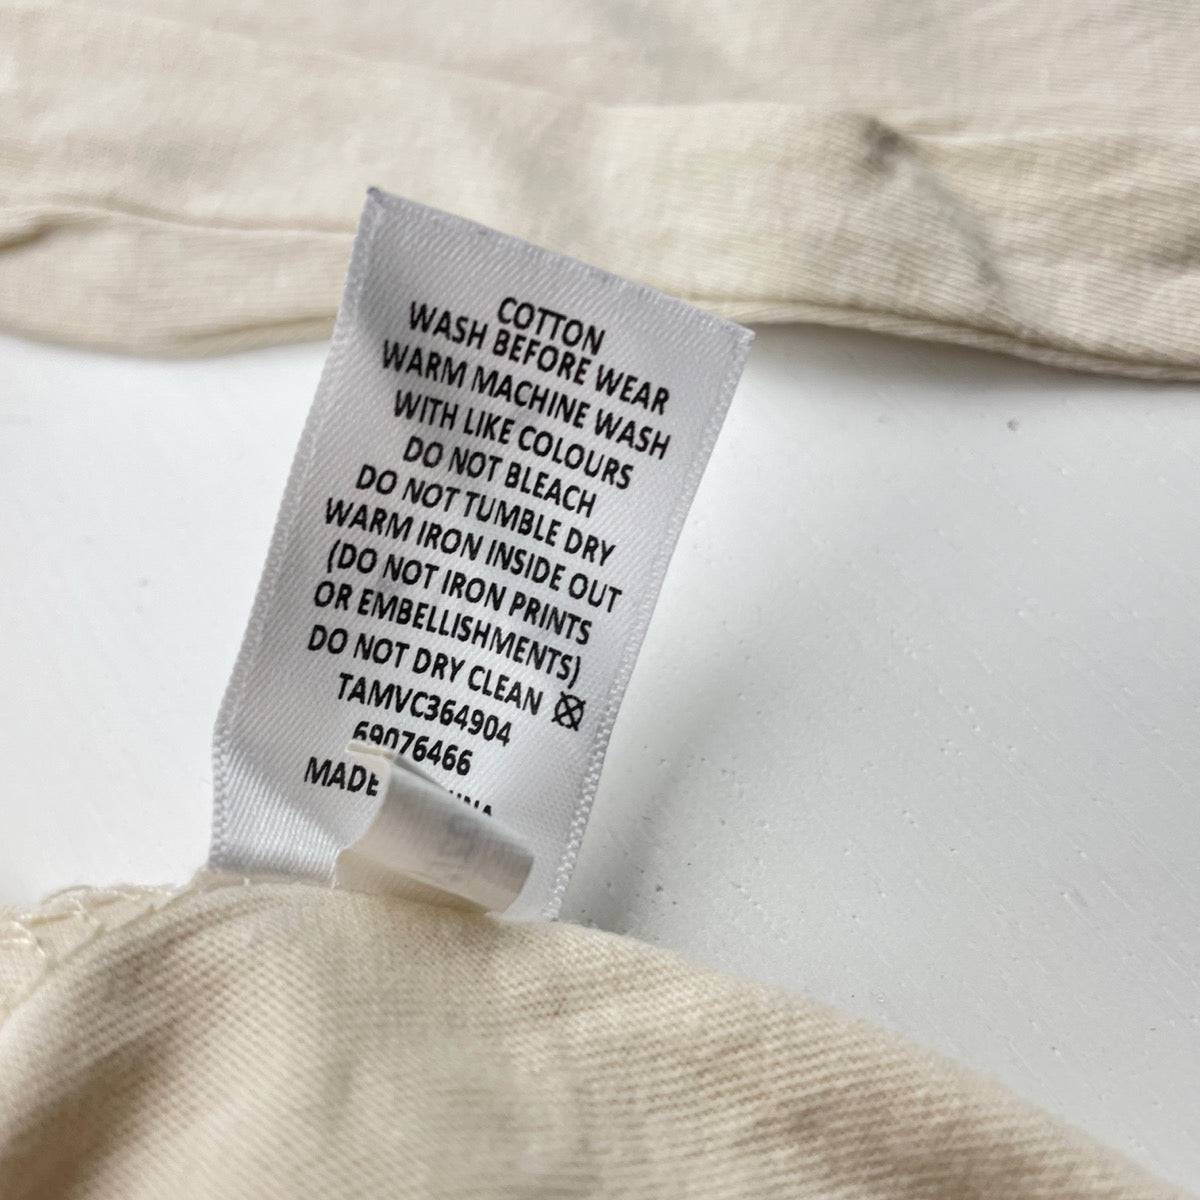 COTTON
WASH BEFORE WEAR
WARM MACHINE WASH
WITH LIKE COLOURS
DO NOT BLEACH
DO NOT TUMBLE DRY
WARM IRON INSIDE OUT
(DO NOT IRON PRINTS
OR EMBELLISHMENTS)
DO NOT DRY CLEAN
TAMVC364904
69076466
MADE